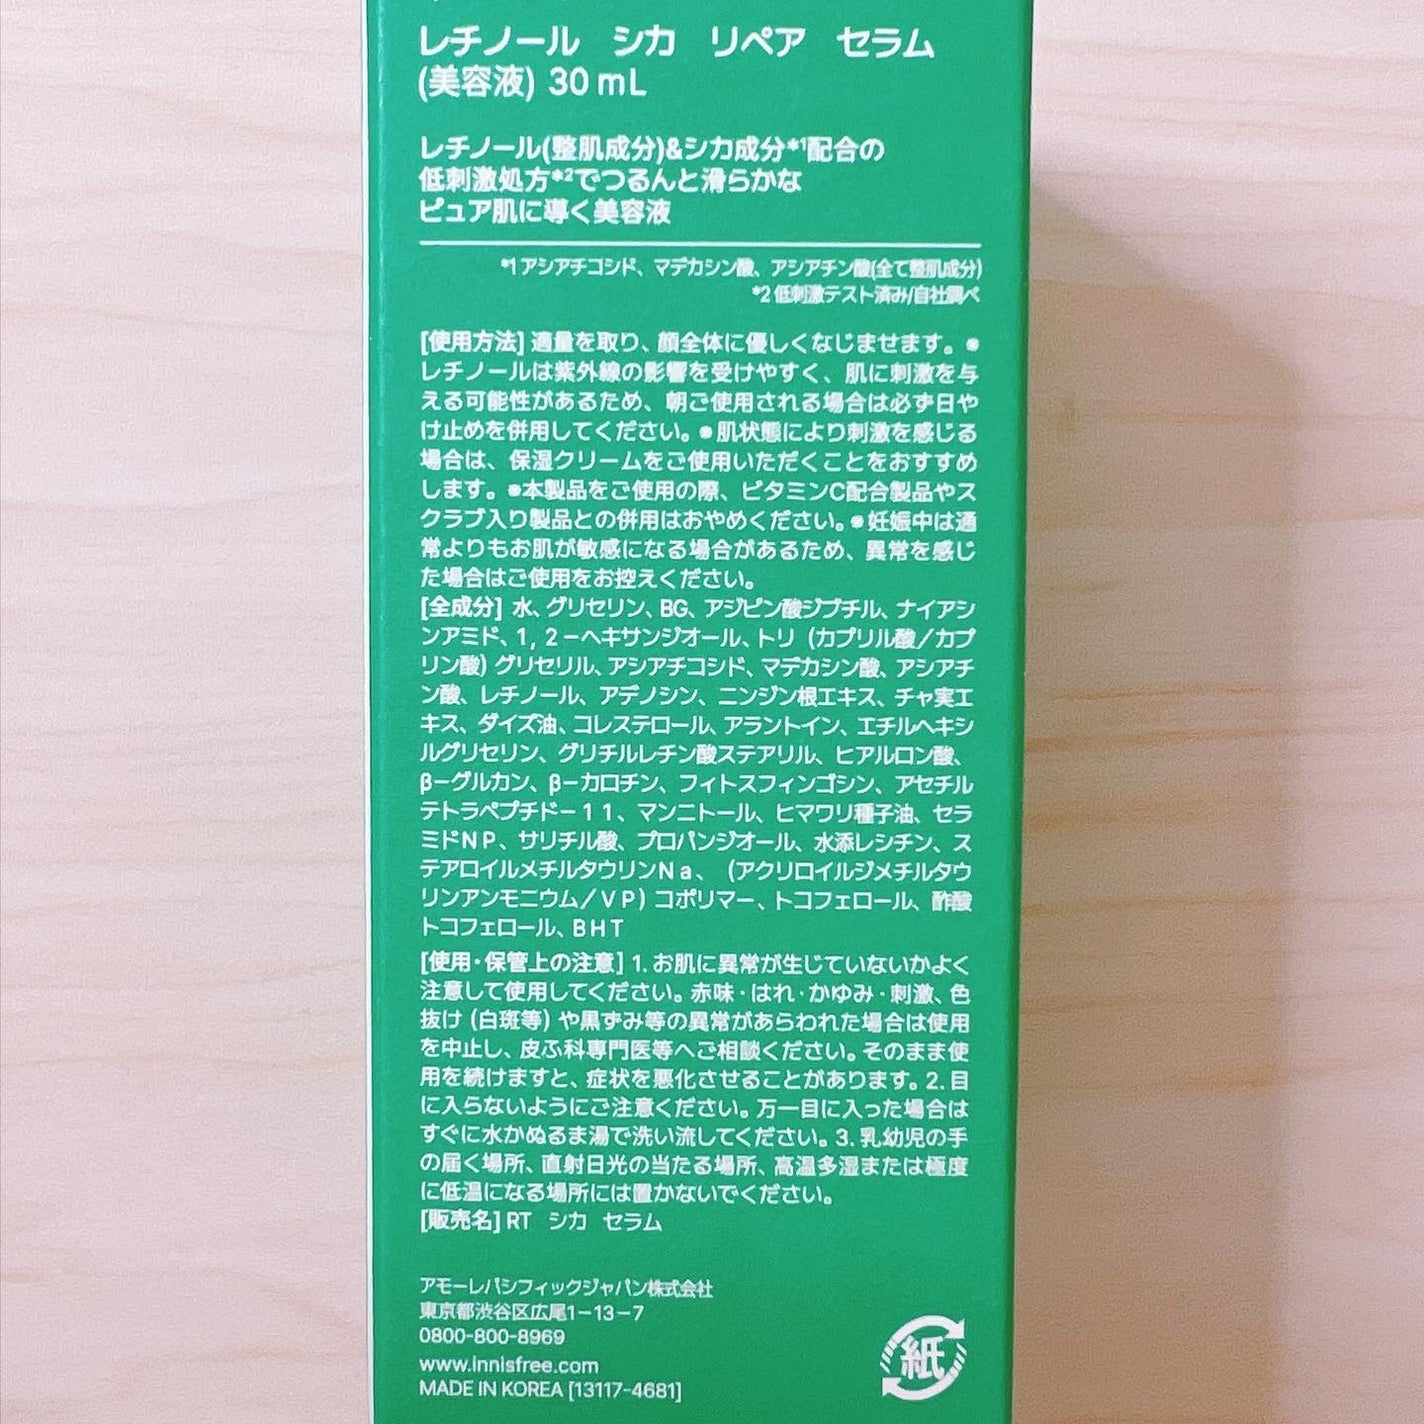 レチノール　シカ　リペア　セラム
(美容液) 30 mL
レチノール(整肌成分)&シカ成分*1配合の
低刺激処方*2でつるんと滑らかな
ピュア肌に導く美容液
*1 アシアチコシド、マデカシン酸、アシアチン酸(全て整肌成分)
*2 低刺激テスト済み/自社調べ
[使用方法] 適量を取り、顔全体に優しくなじませます。※
レチノールは紫外線の影響を受けやすく、肌に刺激を与
える可能性があるため、朝ご使用される場合は必ず日や
け止めを併用してください。※肌状態により刺激を感じる
場合は、保湿クリームをご使用いただくことをおすすめ
します。※本製品をご使用の際、ビタミンC配合製品やス
クラブ入り製品との併用はおやめください。※妊娠中は通
常よりもお肌が敏感になる場合があるため、異常を感じ
た場合はご使用をお控えください。
[全成分] 水、グリセリン、BG、アジピン酸ジブチル、ナイアシ
ンアミド、1, 2－ヘキサンジオール、トリ（カプリル酸／カプ
リン酸）グリセリル、アシアチコシド、マデカシン酸、アシアチ
ン酸、レチノール、アデノシン、ニンジン根エキス、チャ実エ
キス、ダイズ油、コレステロール、アラントイン、エチルヘキシ
ルグリセリン、グリチルレチン酸ステアリル、ヒアルロン酸、
β－グルカン、β－カロチン、フィトスフィンゴシン、アセチル
テトラペプチド－１１、マンニトール、ヒマワリ種子油、セラ
ミドＮＰ、サリチル酸、プロパンジオール、水添レシチン、ス
テアロイルメチルタウリンＮａ、（アクリロイルジメチルタウ
リンアンモニウム／ＶＰ）コポリマー、トコフェロール、酢酸
トコフェロール、ＢＨＴ
[使用・保管上の注意] 1. お肌に異常が生じていないかよく
注意して使用してください。赤味・はれ・かゆみ・刺激、色
抜け（白斑等）や黒ずみ等の異常があらわれた場合は使用
を中止し、皮ふ科専門医等へご相談ください。そのまま使
用を続けますと、症状を悪化させることがあります。2. 目
に入らないようにご注意ください。万一目に入った場合は
すぐに水かぬるま湯で洗い流してください。3. 乳幼児の手
の届く場所、直射日光の当たる場所、高温多湿または極度
に低温になる場所には置かないでください。
[販売名] RT　シカ　セラム
アモーレパシフィックジャパン株式会社
東京都渋谷区広尾1－13－7
0800-800-8969
www.innisfree.com
MADE IN KOREA [13117-4681]
紙